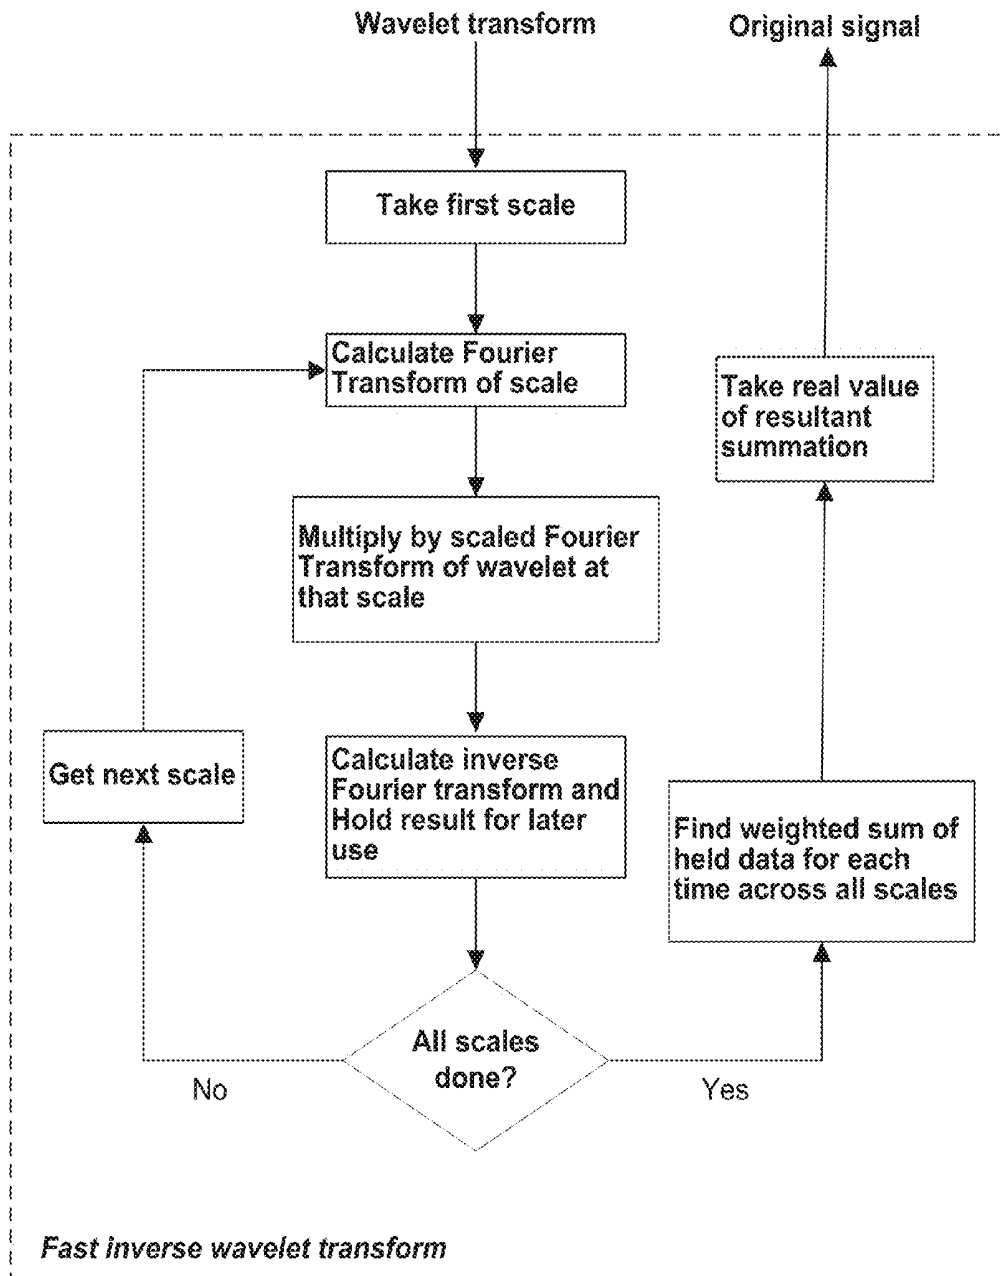 Wavelet transform
Original signal
Take first scale
Calculate Fourier
Transform of scale
Take real value
of resultant
summation
Multiply by scaled Fourier
Transform of wavelet at
that scale
Get next scale
Calculate inverse
Fourier transform and
Hold result for later
use
Find weighted sum of
held data for each
time across all scales
All scales
done?
No
Yes
Fast inverse wavelet transform